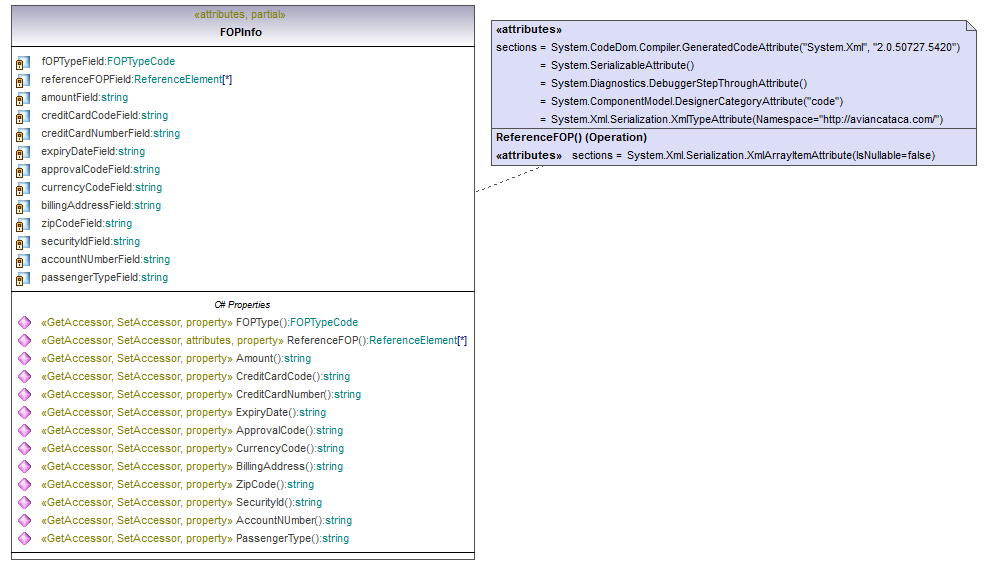 «attributes, partial»
FOPInfo
fOPTypeField:FOPTypeCode
referenceFOPField:ReferenceElement[*]
amountField:string
creditCardCodeField:string
creditCardNumberField:string
expiryDateField:string
approvalCodeField:string
currencyCodeField:string
billingAddressField:string
zipCodeField:string
securityIdField:string
accountNUmberField:string
passengerTypeField:string
C# Properties
«GetAccessor, SetAccessor, property» FOPType():FOPTypeCode
«GetAccessor, SetAccessor, attributes, property» ReferenceFOP():ReferenceElement[*]
«GetAccessor, SetAccessor, property» Amount():string
«GetAccessor, SetAccessor, property» CreditCardCode():string
«GetAccessor, SetAccessor, property» CreditCardNumber():string
«GetAccessor, SetAccessor, property» ExpiryDate():string
«GetAccessor, SetAccessor, property» ApprovalCode():string
«GetAccessor, SetAccessor, property» CurrencyCode():string
«GetAccessor, SetAccessor, property» BillingAddress():string
«GetAccessor, SetAccessor, property» ZipCode():string
«GetAccessor, SetAccessor, property» SecurityId():string
«GetAccessor, SetAccessor, property» AccountNUmber():string
«GetAccessor, SetAccessor, property» PassengerType():string
«attributes»
sections = System.CodeDom.Compiler.GeneratedCodeAttribute("System.Xml", "2.0.50727.5420")
= System.SerializableAttribute()
= System.Diagnostics.DebuggerStepThroughAttribute()
= System.ComponentModel.DesignerCategoryAttribute("code")
= System.Xml.Serialization.XmlTypeAttribute(Namespace="http://aviancataca.com/")
ReferenceFOP() (Operation)
«attributes» sections = System.Xml.Serialization.XmlArrayItemAttribute(IsNullable=false)